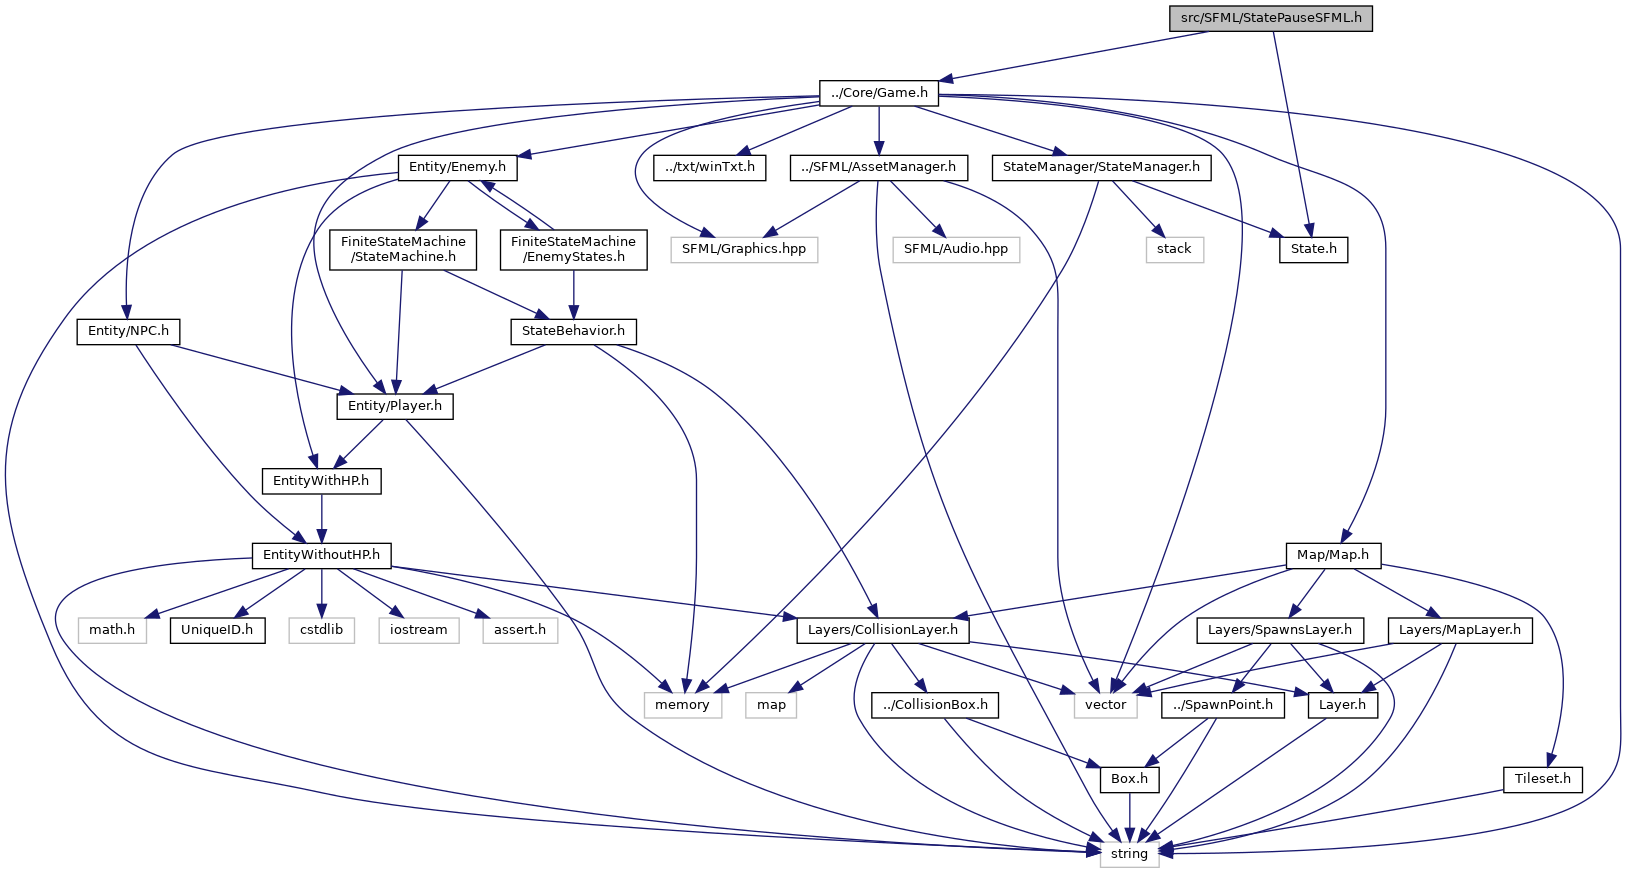 src/SFML/StatePauseSFML.h
../Core/Game.h
Entity/Enemy.h
../txt/winTxt.h
../SFML/AssetManager.h
StateManager/StateManager.h
FiniteStateMachine
/StateMachine.h
FiniteStateMachine
/EnemyStates.h
SFML/Graphics.hpp
SFML/Audio.hpp
stack
State.h
Entity/NPC.h
StateBehavior.h
Entity/Player.h
EntityWithHP.h
EntityWithoutHP.h
Map/Map.h
math.h
UniqueID.h
cstdlib
iostream
assert.h
Layers/CollisionLayer.h
Layers/SpawnsLayer.h
Layers/MapLayer.h
memory
map
../CollisionBox.h
vector
../SpawnPoint.h
Layer.h
Box.h
Tileset.h
string